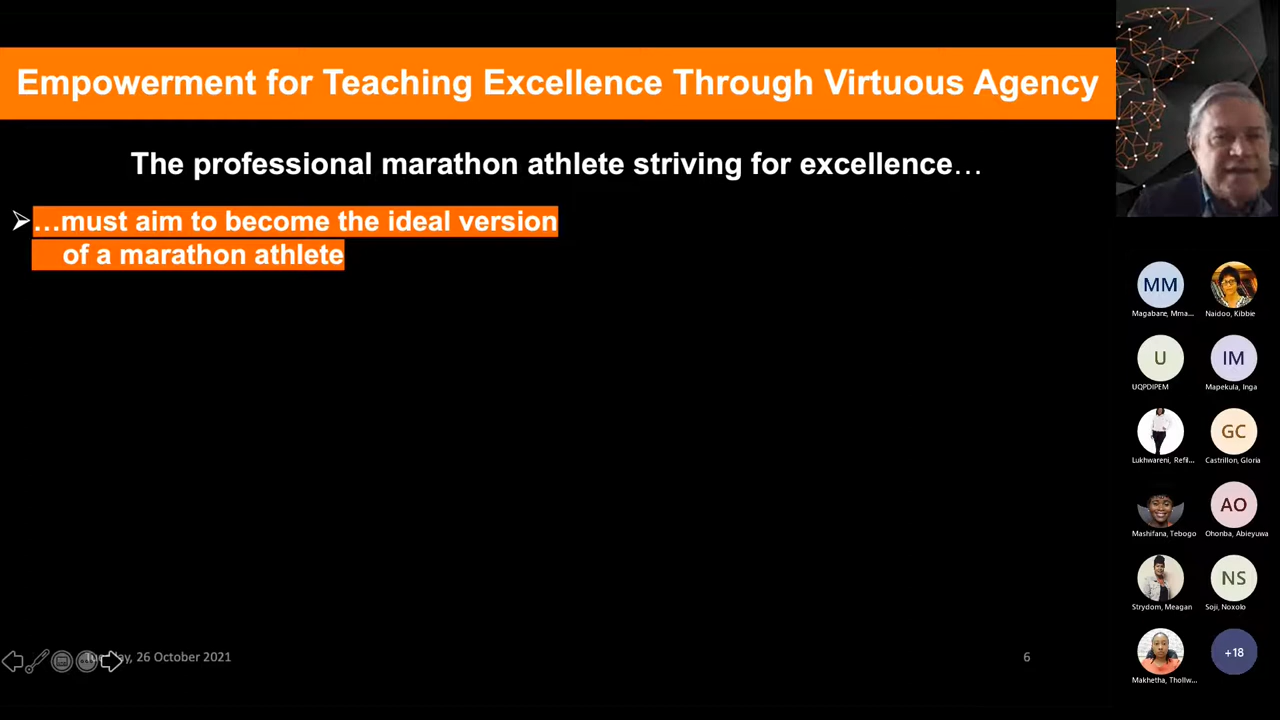 Empowerment for Teaching Excellence Through Virtuous Agency
The professional marathon athlete striving for excellence…
…must aim to become the ideal version
of a marathon athlete
MM
Magabane, Mma...
Naidoo, Kibbie
U
UQPDIPEM
IM
Mapekula, Inga
Lukhwareni, Refil...
GC
Castrillon, Gloria
Mashifana, Tebogo
AO
Ohonba, Abieyuwa
Strydom, Meagan
NS
Soji, Noxolo
Makhetha, Thollw...
+18
26 October 2021
6